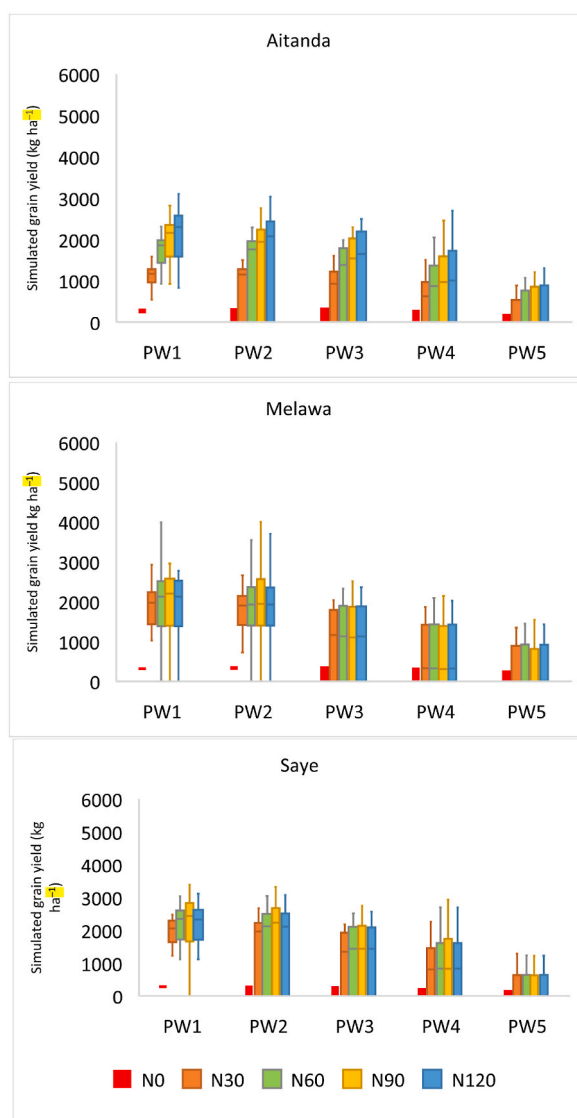 Aitanda
Simulated grain yield (kg ha⁻¹)
6000
5000
4000
3000
2000
1000
0
PW1 PW2 PW3 PW4 PW5
Melawa
Simulated grain yield kg ha⁻¹)
6000
5000
4000
3000
2000
1000
0
PW1 PW2 PW3 PW4 PW5
Saye
Simulated grain yield (kg
ha⁻¹)
6000
5000
4000
3000
2000
1000
0
PW1 PW2 PW3 PW4 PW5
N0 N30 N60 N90 N120